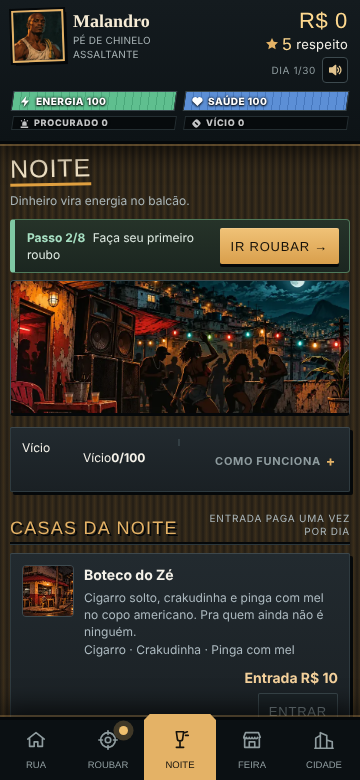 Malandro
PÉ DE CHINELO
ASSALTANTE
R$ 0
5 respeito
DIA 1/30
ENERGIA 100
SAÚDE 100
PROCURADO 0
VÍCIO 0
NOITE
Dinheiro vira energia no balcão.
Passo 2/8 Faça seu primeiro
roubo
IR ROUBAR →
Vício
Vício0/100
COMO FUNCIONA +
CASAS DA NOITE
ENTRADA PAGA UMA VEZ
POR DIA
Boteco do Zé
Cigarro solto, crakudinha e pinga com mel
no copo americano. Pra quem ainda não é
ninguém.
Cigarro · Crakudinha · Pinga com mel
Entrada R$ 10
ENTRAR
RUA
ROUBAR
NOITE
FEIRA
CIDADE